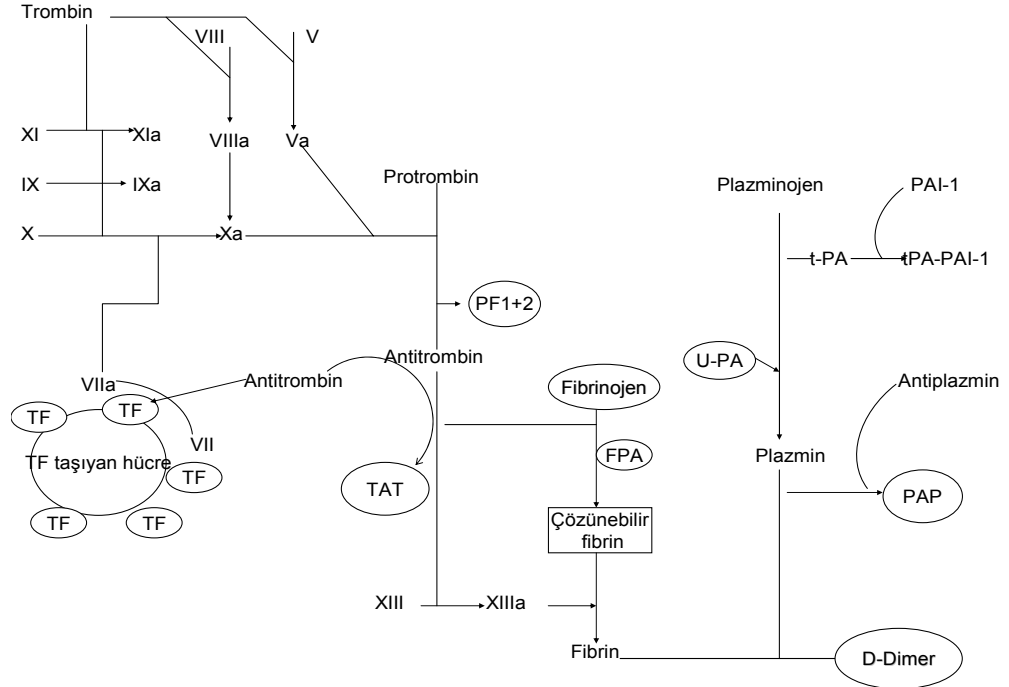 Trombin
VIII
V
XI
XIa
VIIIa
Va
IX
IXa
Protrombin
Plazminojen
PAI-1
X
Xa
t-PA
tPA-PAI-1
PF1+2
Antitrombin
U-PA
VIIa
Antitrombin
Fibrinojen
Antiplazmin
TF
TF
VII
FPA
Plazmin
TF taşıyan hücre
TF
TAT
PAP
TF
TF
Çözünebilir
fibrin
XIII
XIIIa
Fibrin
D-Dimer